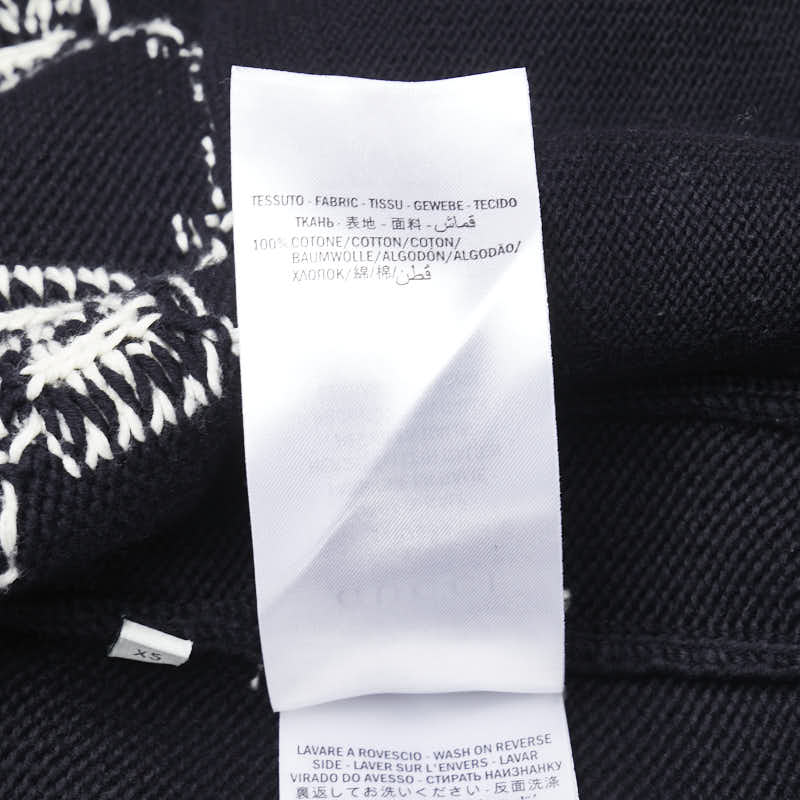 TESSUTO - FABRIC - TISSU - GEWEBE - TECIDO
ТКАНЬ - 表地 - 面料 - قماش
100% COTONE/COTTON/COTON/
BAUMWOLLE/ALGODÓN/ALGODÃO/
ХЛОПОК/綿/棉/قطن
XS
LAVARE A ROVESCIO - WASH ON REVERSE
SIDE - LAVER SUR L'ENVERS - LAVAR
VIRADO DO AVESSO - СТИРАТЬ НАИЗНАНКУ
裏返してお洗いください - 反面洗涤